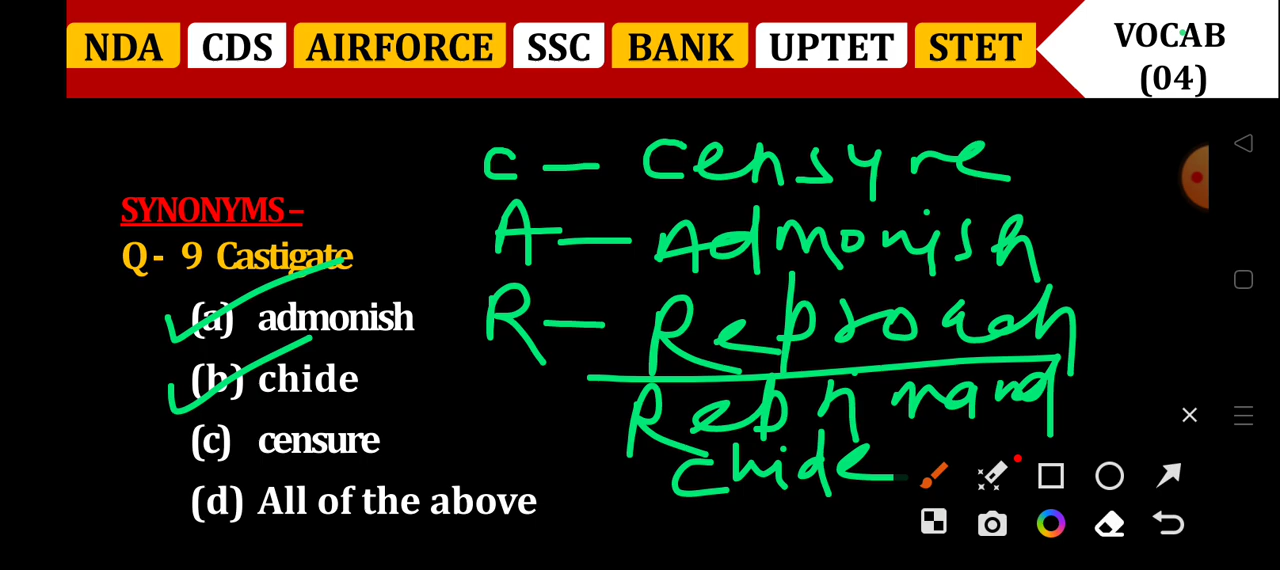 NDA CDS AIRFORCE SSC BANK UPTET STET
VOCAB
(04)
SYNONYMS –
Q- 9 Castigate
(a) admonish
(b) chide
(c) censure
(d) All of the above
C — Censure
A — Admonish
R — Reproach
Reprimand
chide